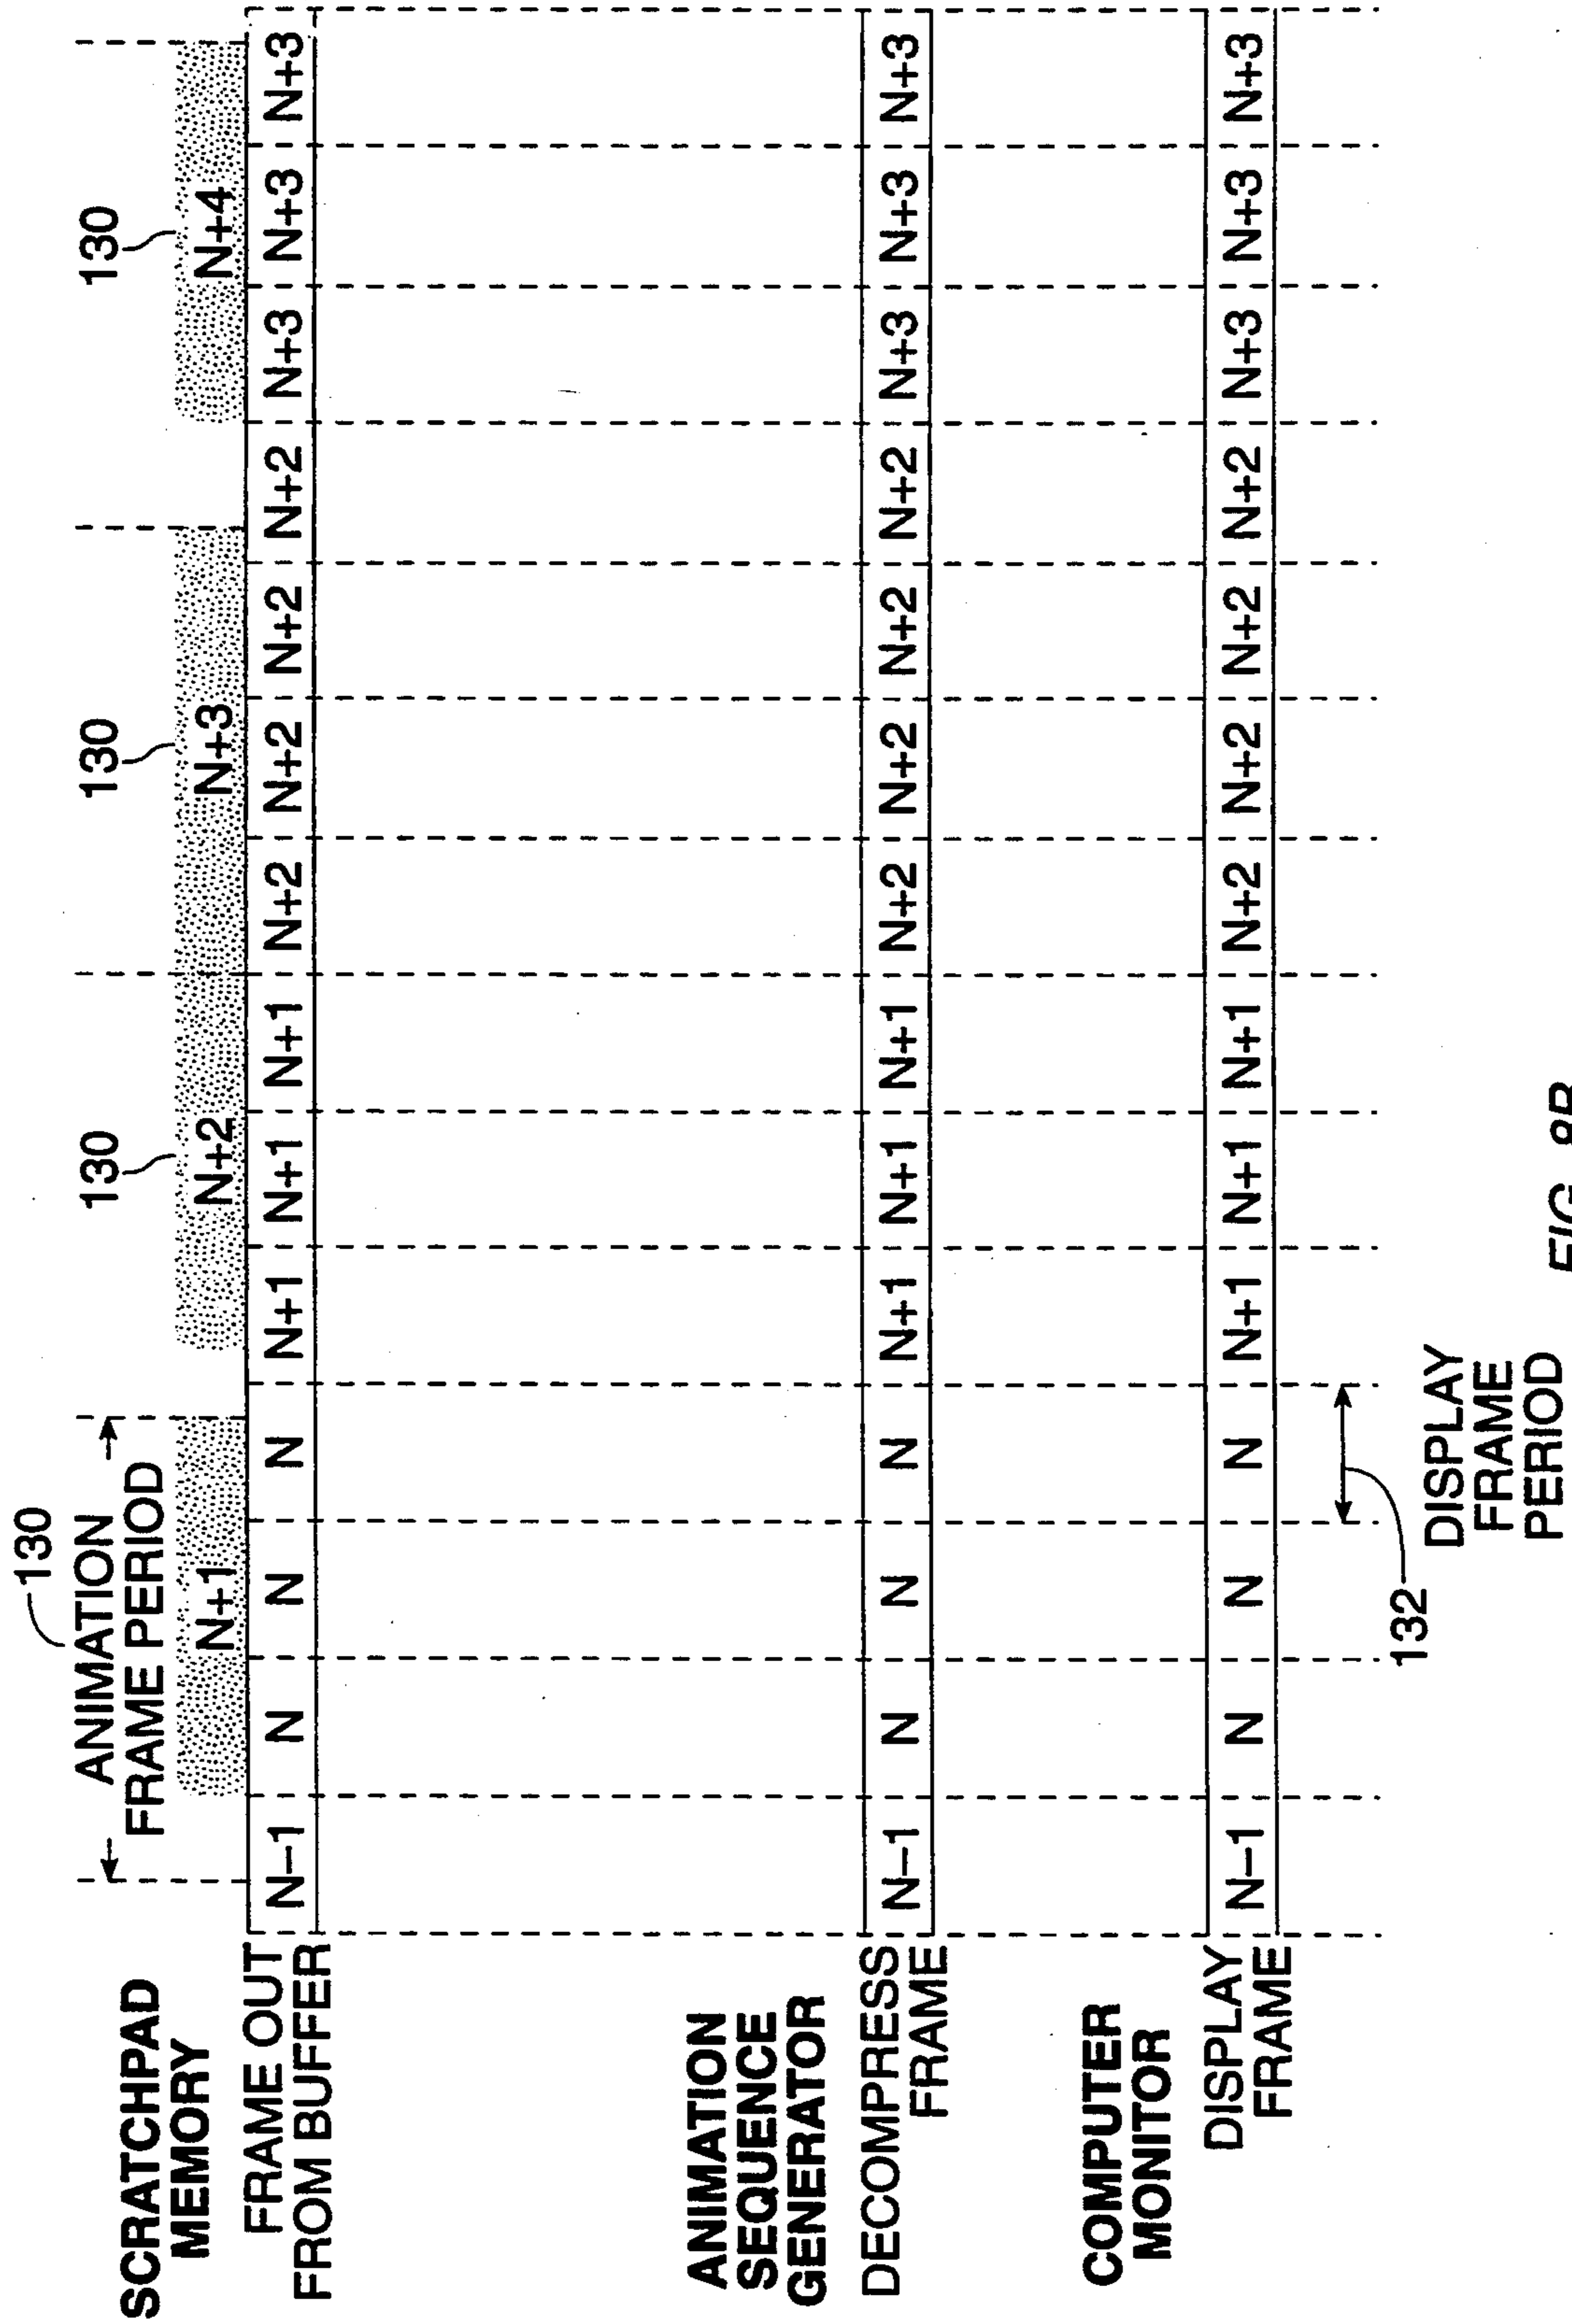 130
ANIMATION
FRAME PERIOD
130
130
130
SCRATCHPAD
MEMORY
N+1
N+2
N+3
N+4
FRAME OUT
FROM BUFFER
N–1 N N N N+1 N+1 N+1 N+2 N+2 N+2 N+2 N+3 N+3 N+3
ANIMATION
SEQUENCE
GENERATOR
DECOMPRESS
FRAME
N–1 N N N N+1 N+1 N+1 N+2 N+2 N+2 N+2 N+3 N+3 N+3
COMPUTER
MONITOR
DISPLAY
FRAME
N–1 N N N N+1 N+1 N+1 N+2 N+2 N+2 N+2 N+3 N+3 N+3
132
DISPLAY
FRAME
PERIOD
FIG